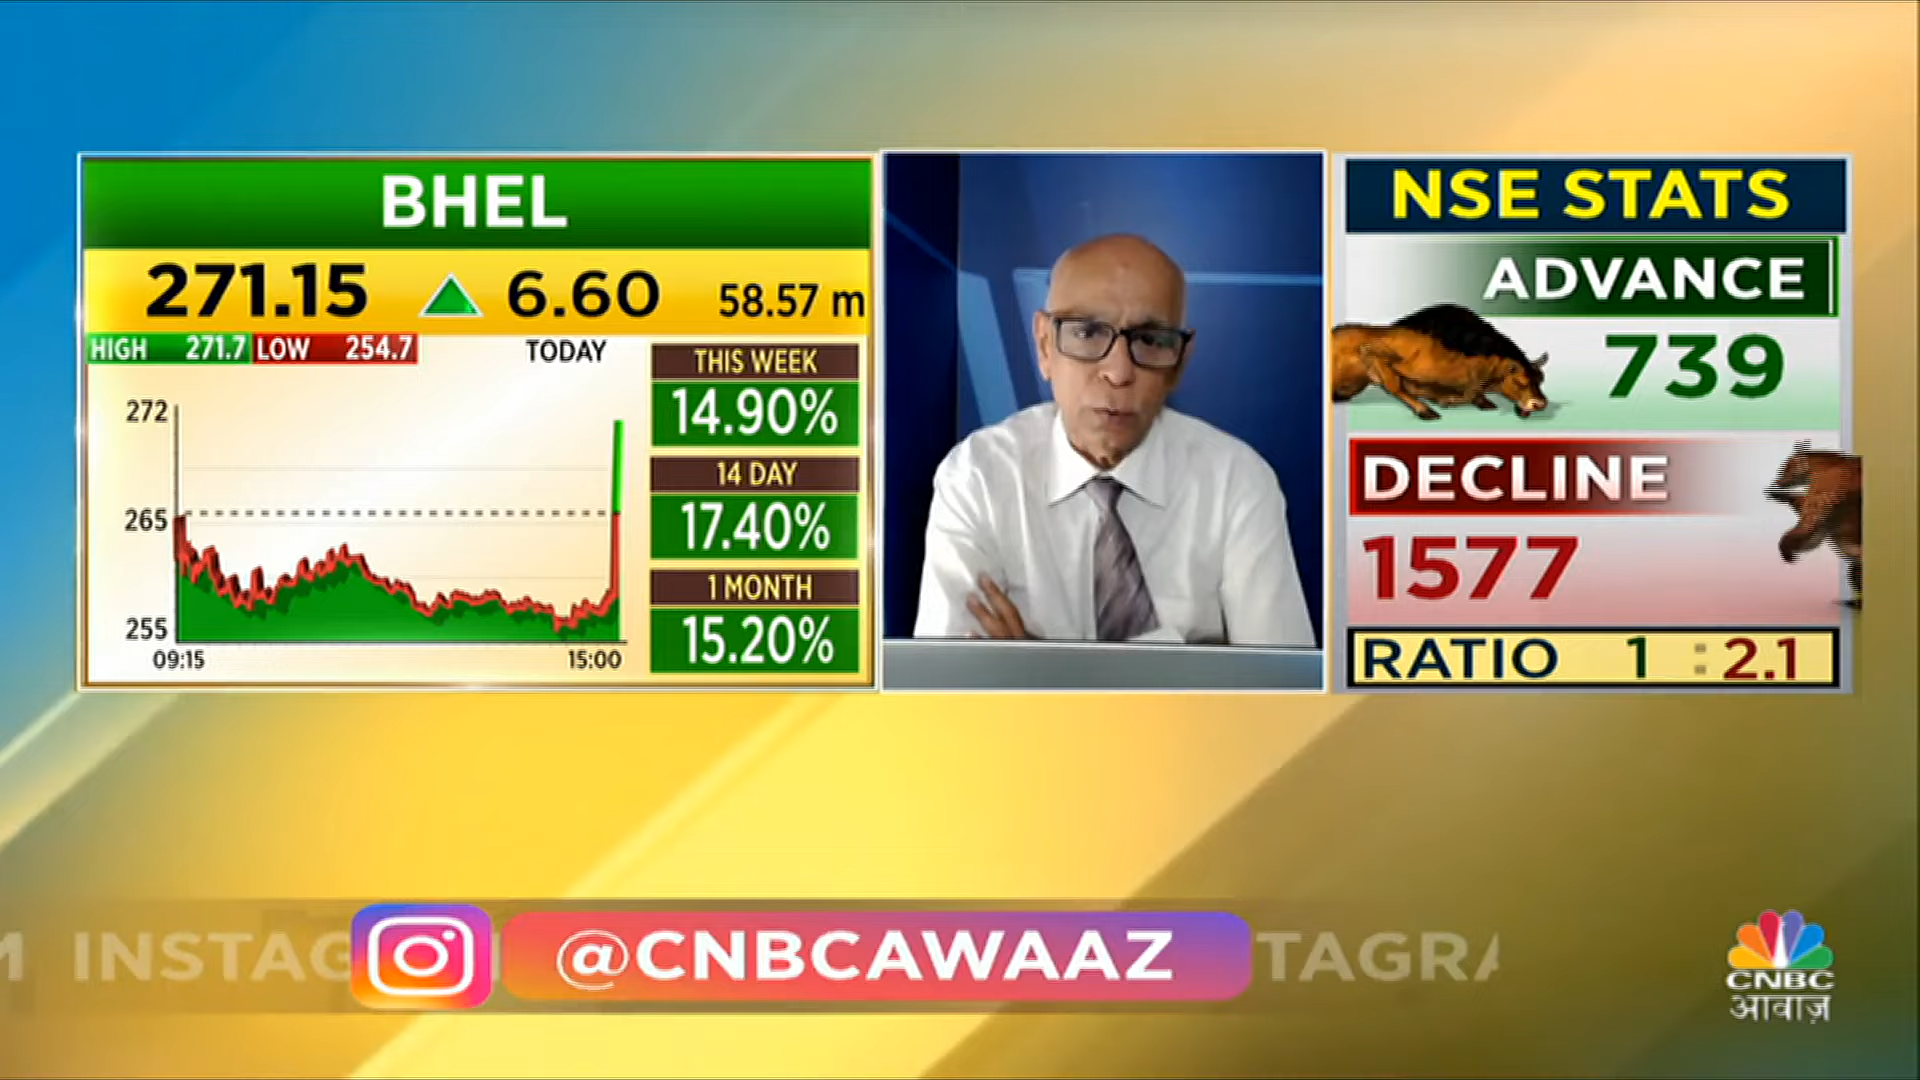 BHEL
271.15 6.60 58.57 m
HIGH 271.7 LOW 254.7
TODAY
272
265
255
09:15 15:00
THIS WEEK
14.90%
14 DAY
17.40%
1 MONTH
15.20%
NSE STATS
ADVANCE
739
DECLINE
1577
RATIO 1 : 2.1
M INSTAG @CNBCAWAAZ TAGRA
CNBC
आवाज़